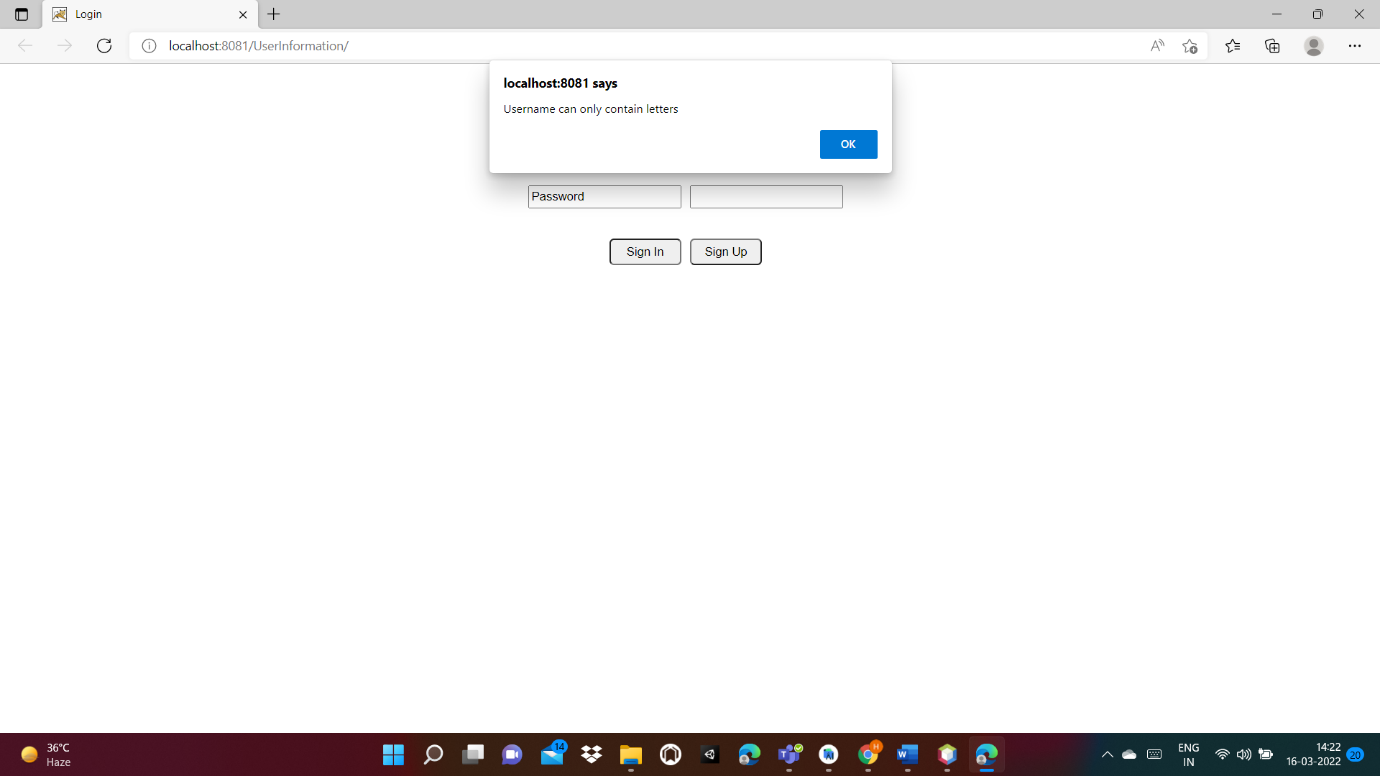 Login
localhost:8081/UserInformation/
localhost:8081 says
Username can only contain letters
OK
Password
Sign In Sign Up
36°C
Haze
14
H
ENG
IN
14:22
16-03-2022
20